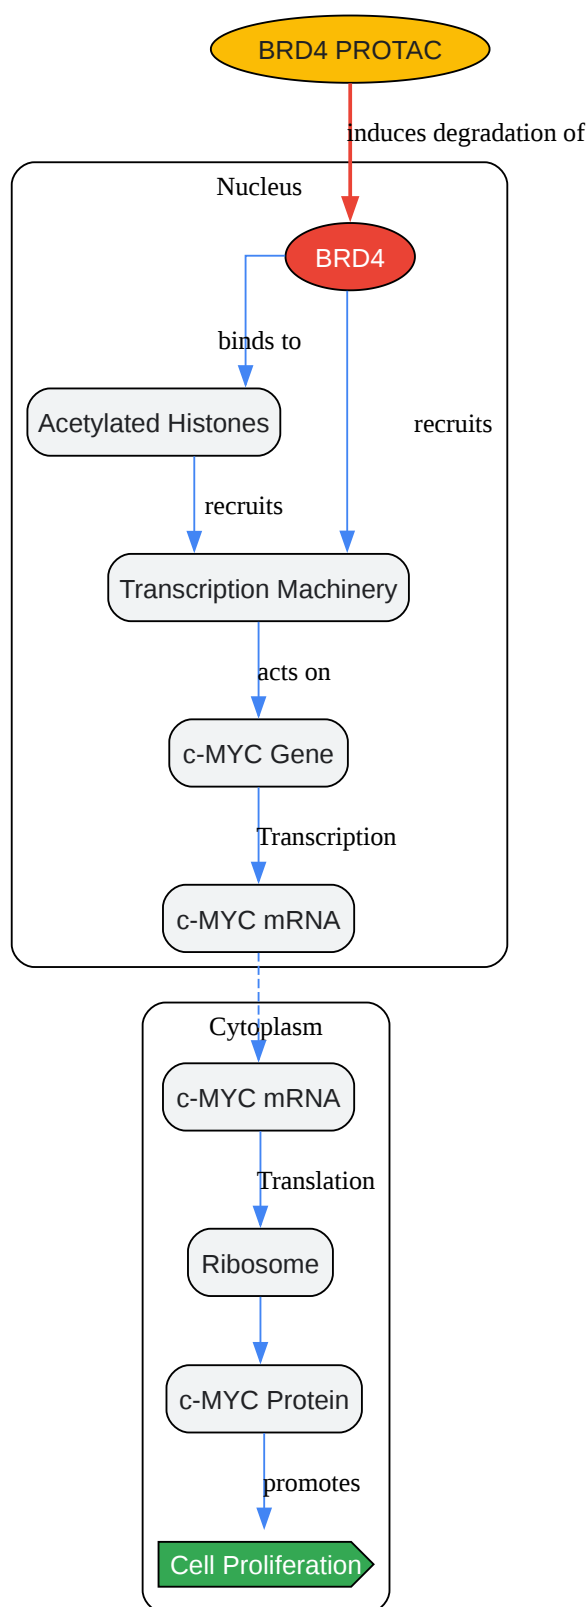 BRD4 PROTAC
induces degradation of
Nucleus
BRD4
binds to
Acetylated Histones
recruits
recruits
Transcription Machinery
acts on
c-MYC Gene
Transcription
c-MYC mRNA
Cytoplasm
c-MYC mRNA
Translation
Ribosome
c-MYC Protein
promotes
Cell Proliferation